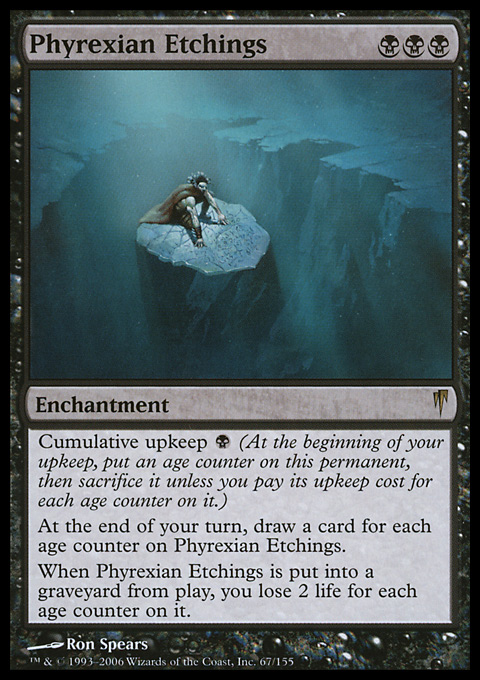 Phyrexian Etchings
Enchantment
Cumulative upkeep (At the beginning of your
upkeep, put an age counter on this permanent,
then sacrifice it unless you pay its upkeep cost for
each age counter on it.)
At the end of your turn, draw a card for each
age counter on Phyrexian Etchings.
When Phyrexian Etchings is put into a
graveyard from play, you lose 2 life for each
age counter on it.
Ron Spears
™ & © 1993–2006 Wizards of the Coast, Inc. 67/155